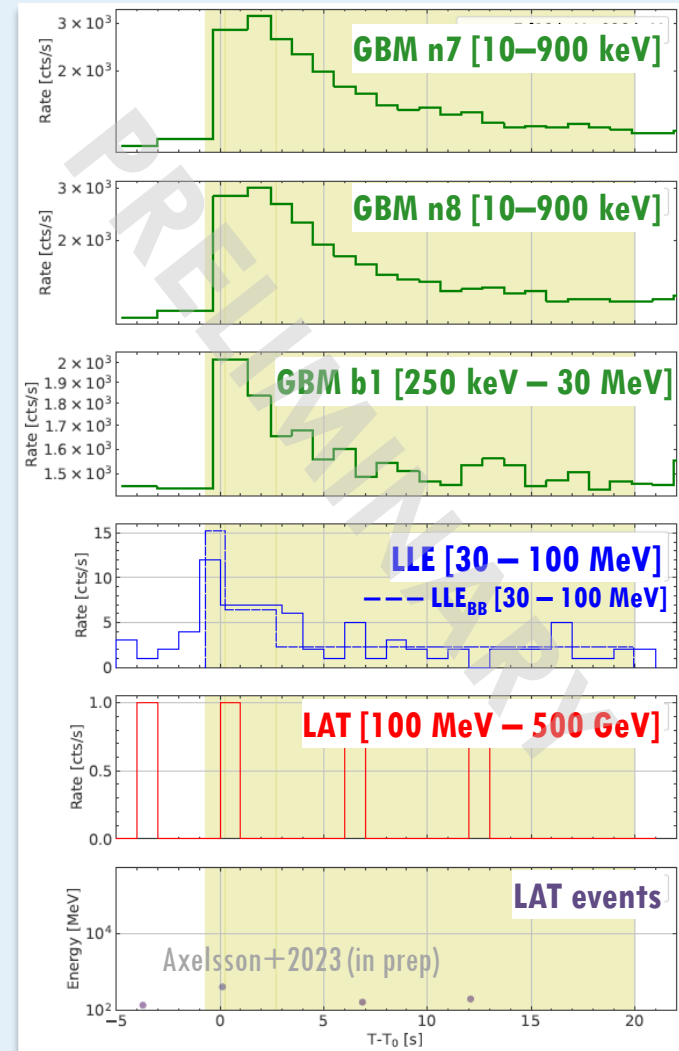 3 × 10³
2 × 10³
Rate [cts/s]
GBM n7 [10–900 keV]
3 × 10³
2 × 10³
Rate [cts/s]
GBM n8 [10–900 keV]
2 × 10³
1.9 × 10³
1.8 × 10³
1.7 × 10³
1.6 × 10³
1.5 × 10³
Rate [cts/s]
GBM b1 [250 keV – 30 MeV]
15
10
5
0
Rate [cts/s]
LLE [30 – 100 MeV]
LLE_BB [30 – 100 MeV]
1.0
0.5
0.0
Rate [cts/s]
LAT [100 MeV – 500 GeV]
10⁴
10²
Energy [MeV]
LAT events
Axelsson+2023 (in prep)
−5 0 5 10 15 20
T-T₀ [s]
PRELIMINARY